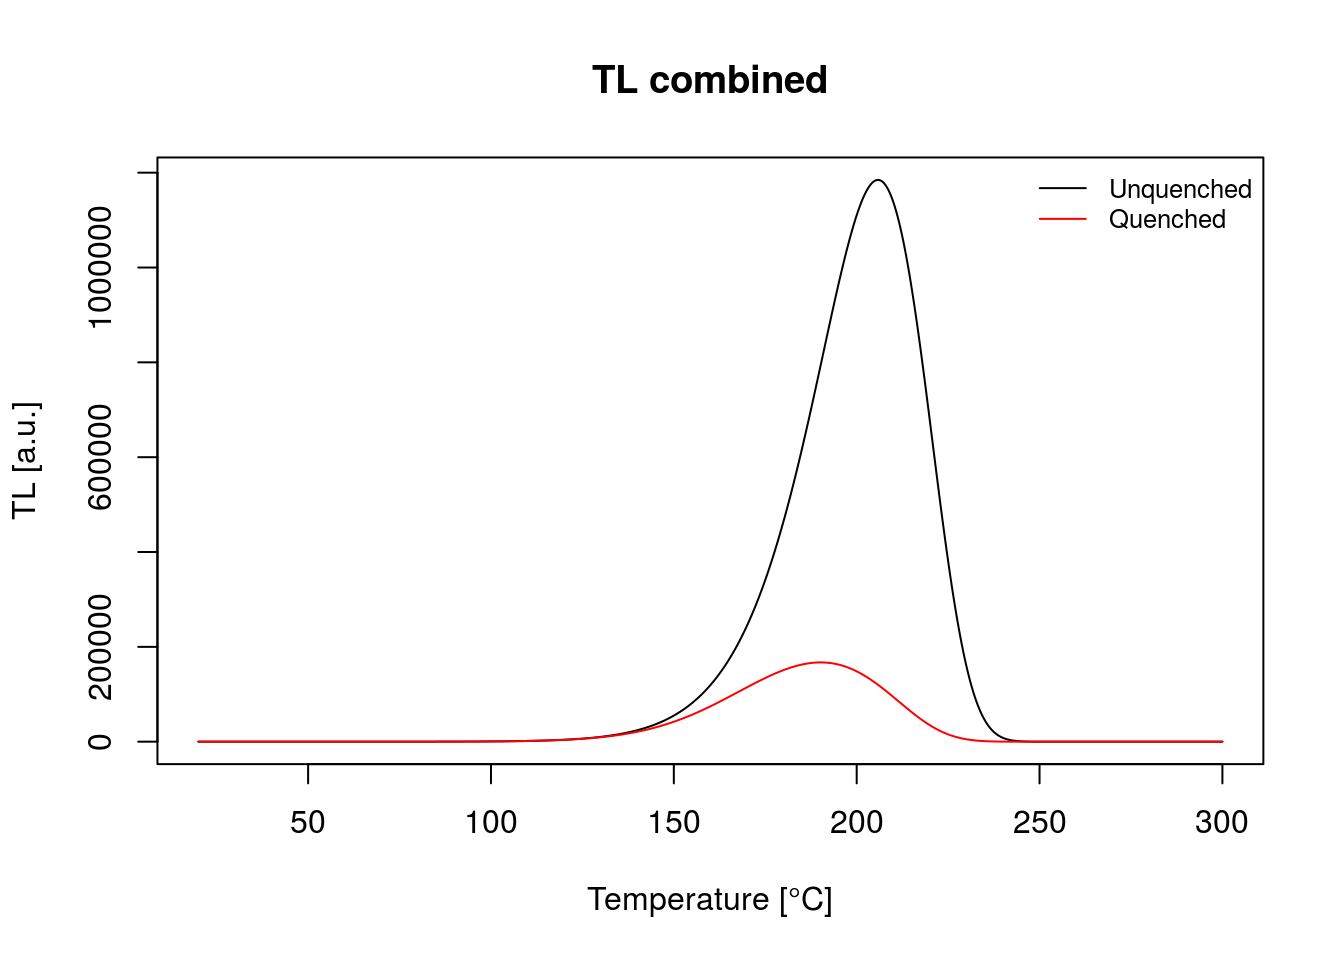 TL combined
Unquenched
Quenched
TL [a.u.]
1000000
600000
200000
0
50 100 150 200 250 300
Temperature [°C]